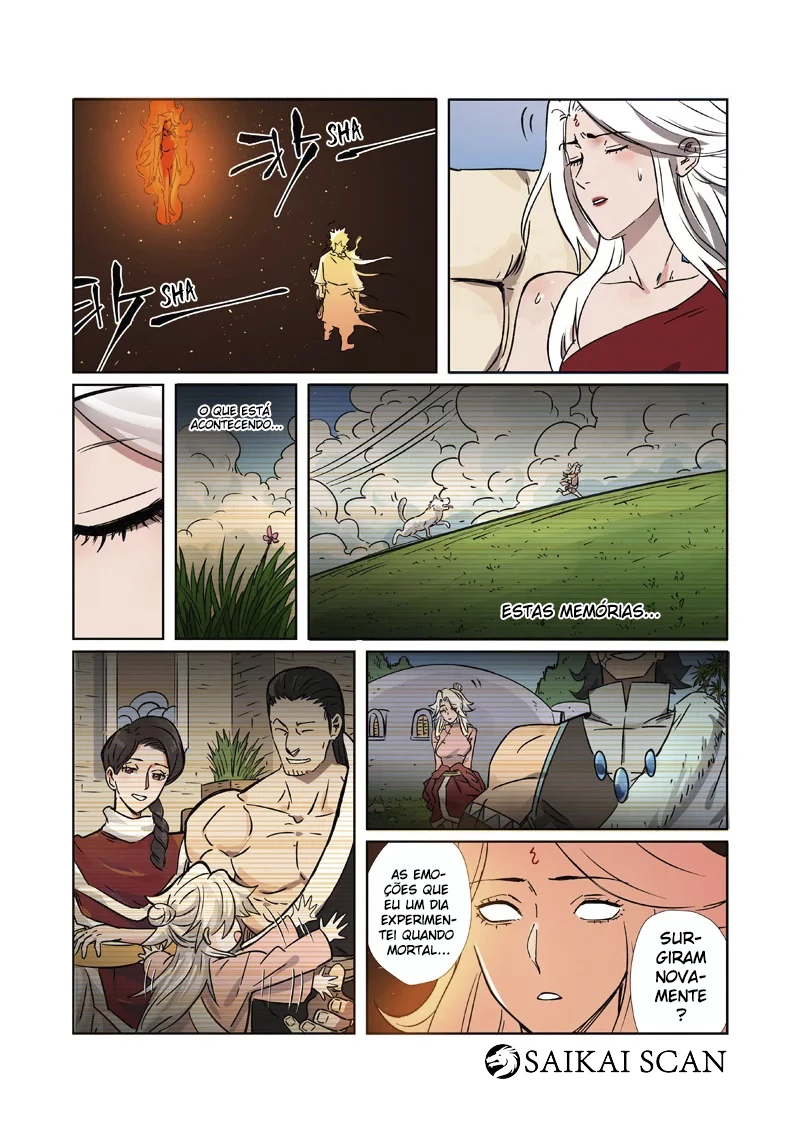 SHA
SHA
O QUE ESTÁ
ACONTECENDO...
ESTAS MEMÓRIAS...
AS EMO-
ÇÕES QUE
EU UM DIA
EXPERIMEN-
TEI QUANDO
MORTAL...
SUR-
GIRAM
NOVA-
MENTE
?
SAIKAI SCAN